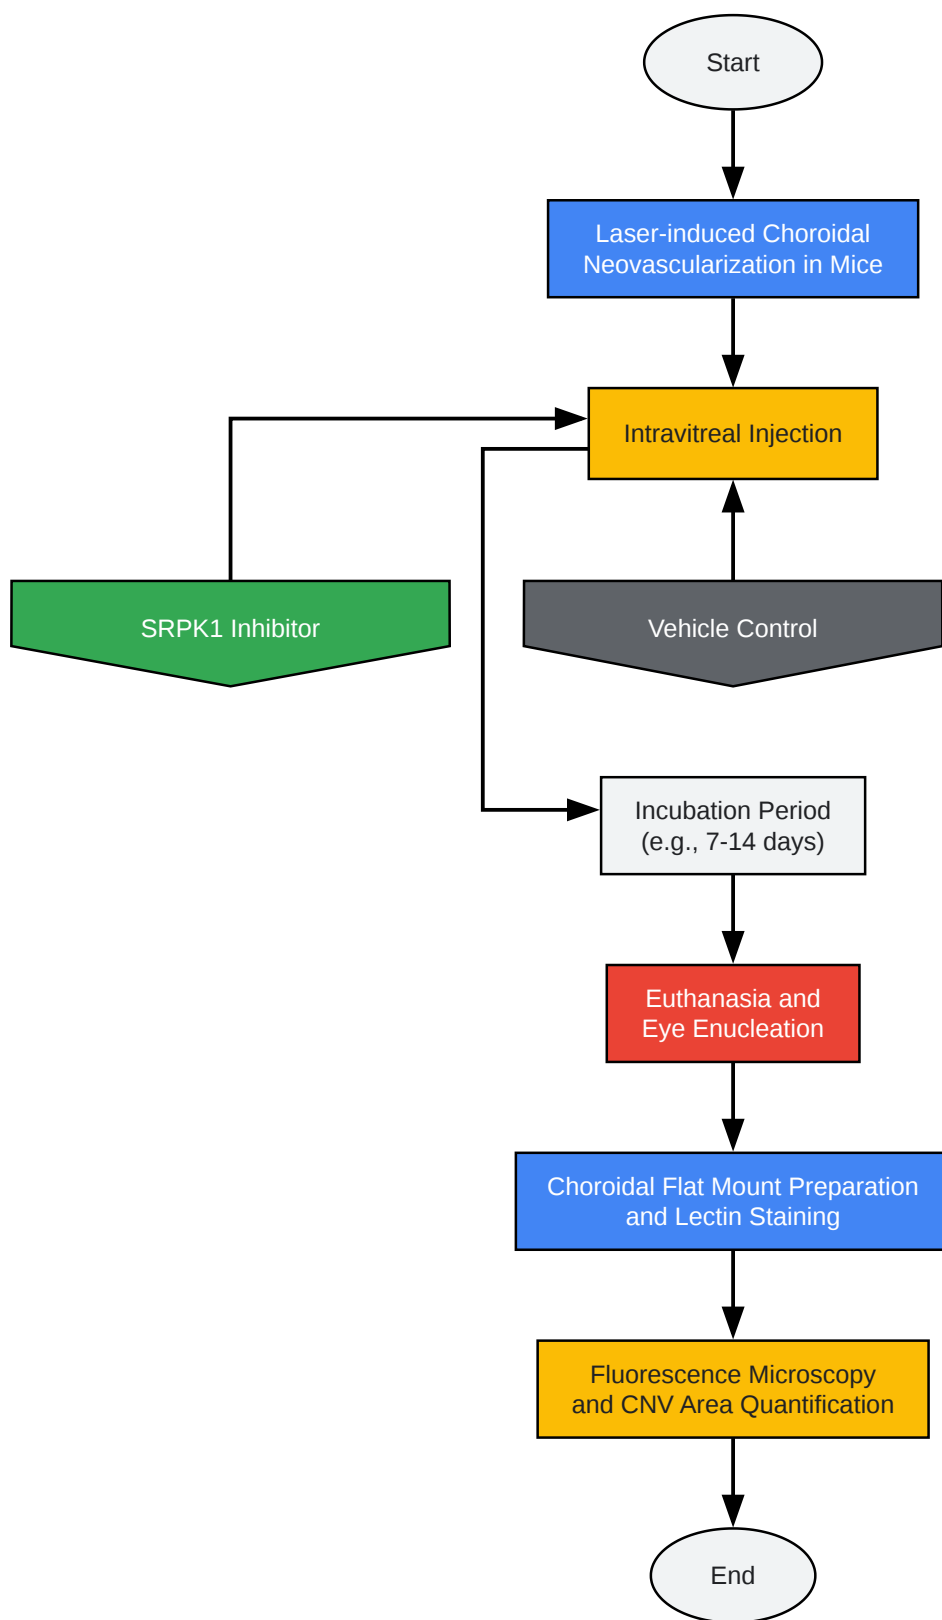 Start
Laser-induced Choroidal
Neovascularization in Mice
Intravitreal Injection
SRPK1 Inhibitor
Vehicle Control
Incubation Period
(e.g., 7-14 days)
Euthanasia and
Eye Enucleation
Choroidal Flat Mount Preparation
and Lectin Staining
Fluorescence Microscopy
and CNV Area Quantification
End